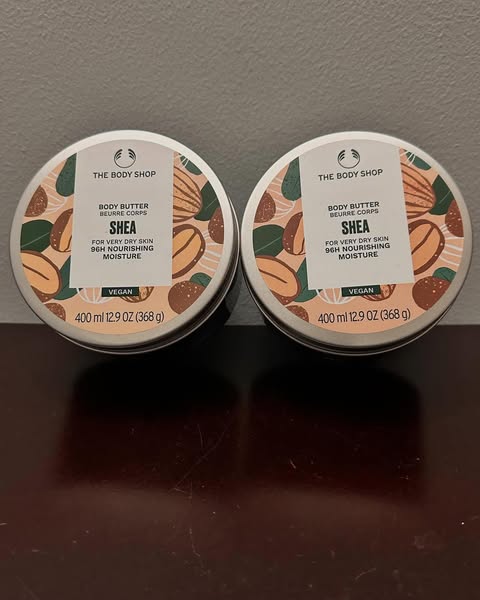 THE BODY SHOP
BODY BUTTER
BEURRE CORPS
SHEA
FOR VERY DRY SKIN
96H NOURISHING
MOISTURE
VEGAN
400 ml 12.9 OZ (368 g)
THE BODY SHOP
BODY BUTTER
BEURRE CORPS
SHEA
FOR VERY DRY SKIN
96H NOURISHING
MOISTURE
VEGAN
400 ml 12.9 OZ (368 g)